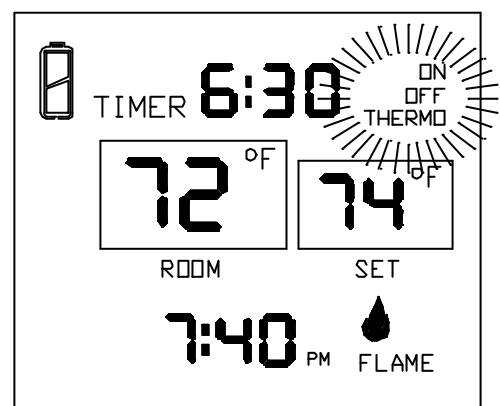 ON
OFF
TIMER 6:30 THERMO
72 °F 74 °F
ROOM SET
7:40 PM FLAME